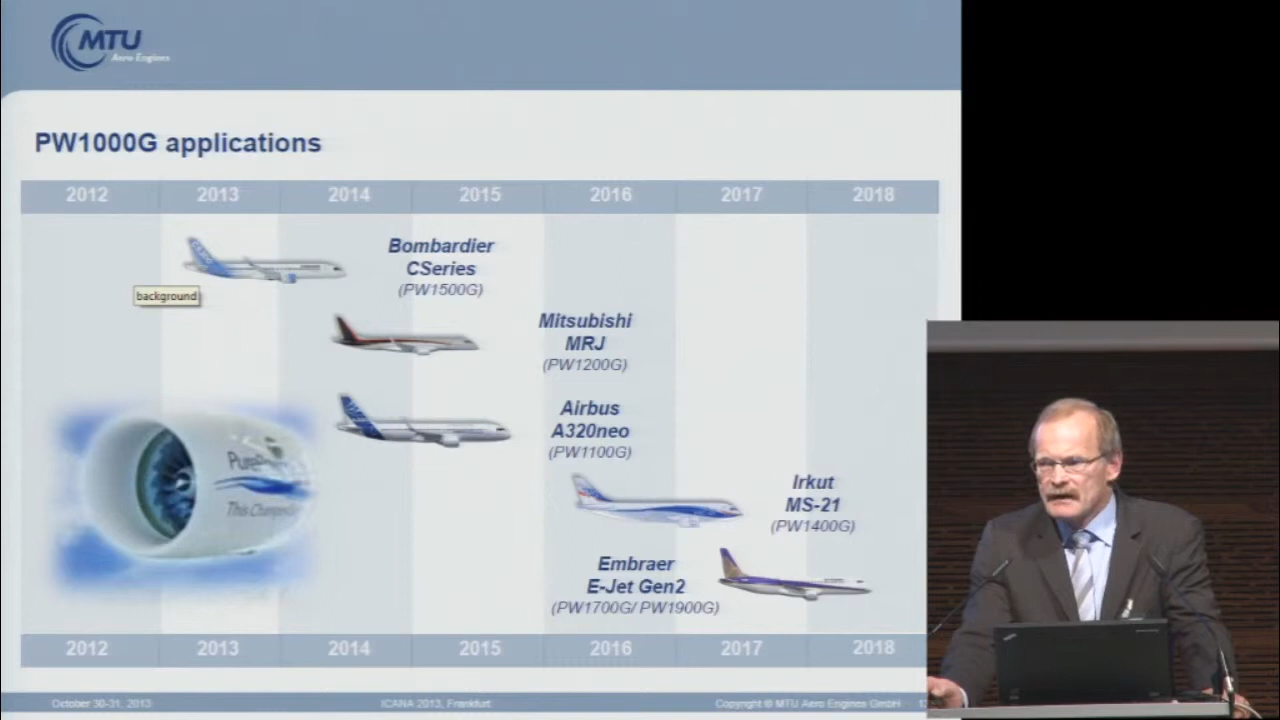 MTU
Aero Engines
PW1000G applications
2012 2013 2014 2015 2016 2017 2018
Bombardier
CSeries
(PW1500G)
background
Mitsubishi
MRJ
(PW1200G)
Airbus
A320neo
(PW1100G)
This
Irkut
MS-21
(PW1400G)
Embraer
E-Jet Gen2
(PW1700G/ PW1900G)
2012 2013 2014 2015 2016 2017 2018
October 30-31, 2013
ICANA 2013, Frankfurt
Copyright © MTU Aero Engines GmbH